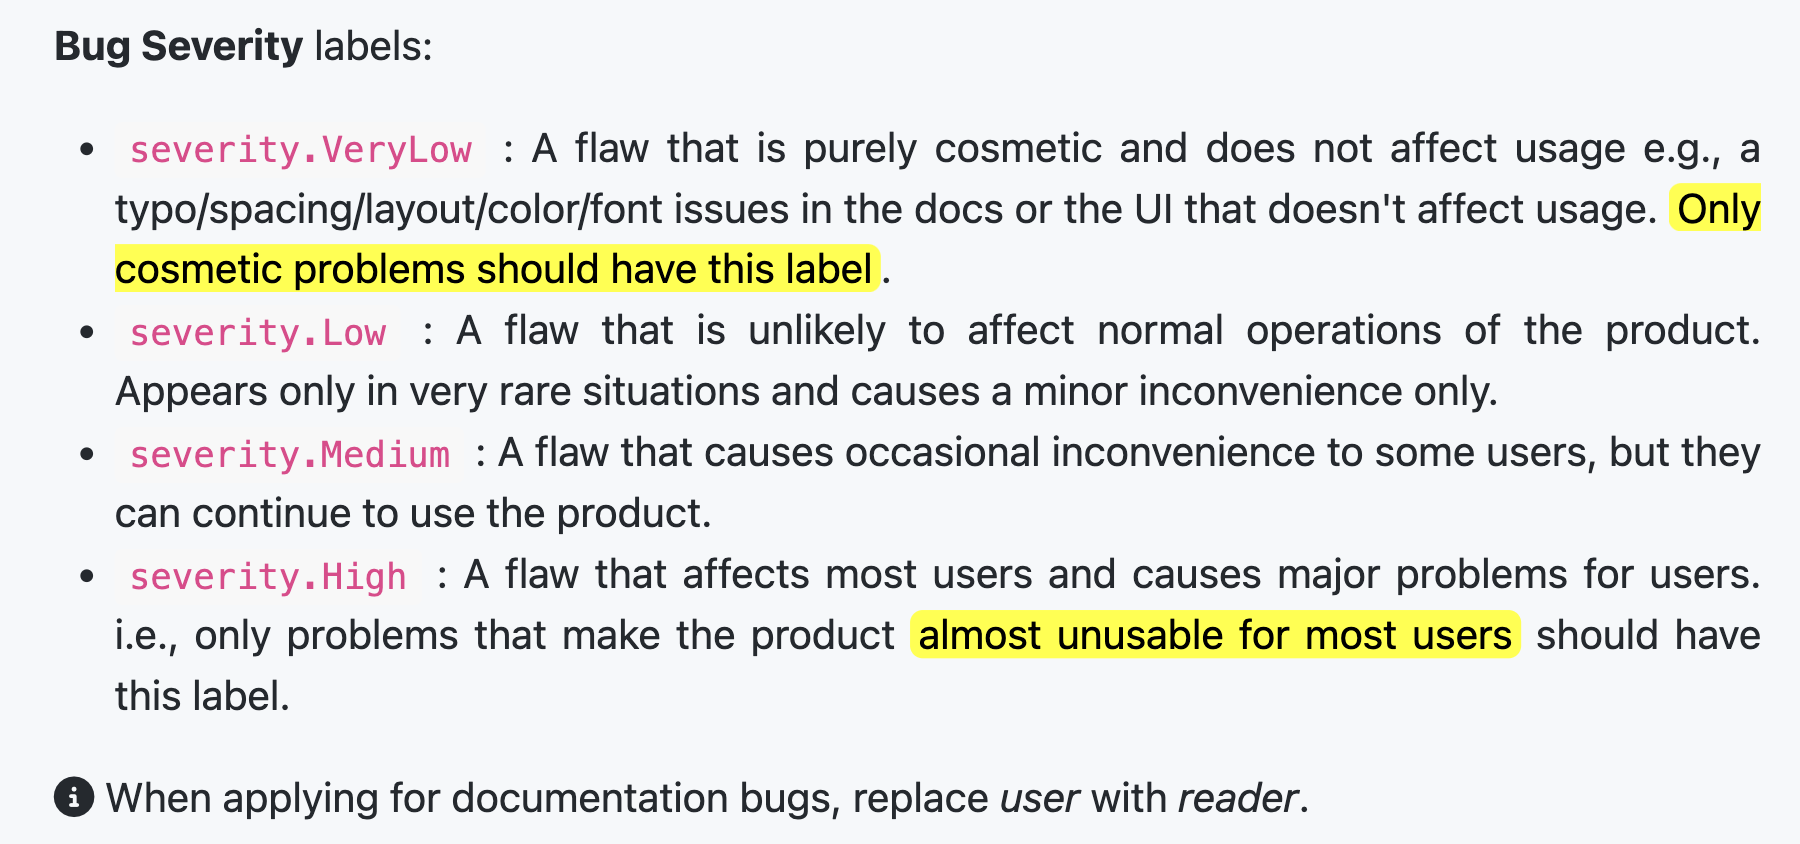 Bug Severity labels:
• severity.VeryLow : A flaw that is purely cosmetic and does not affect usage e.g., a
typo/spacing/layout/color/font issues in the docs or the UI that doesn't affect usage. Only
cosmetic problems should have this label.
• severity.Low : A flaw that is unlikely to affect normal operations of the product.
Appears only in very rare situations and causes a minor inconvenience only.
• severity.Medium : A flaw that causes occasional inconvenience to some users, but they
can continue to use the product.
• severity.High : A flaw that affects most users and causes major problems for users.
i.e., only problems that make the product almost unusable for most users should have
this label.
When applying for documentation bugs, replace user with reader.